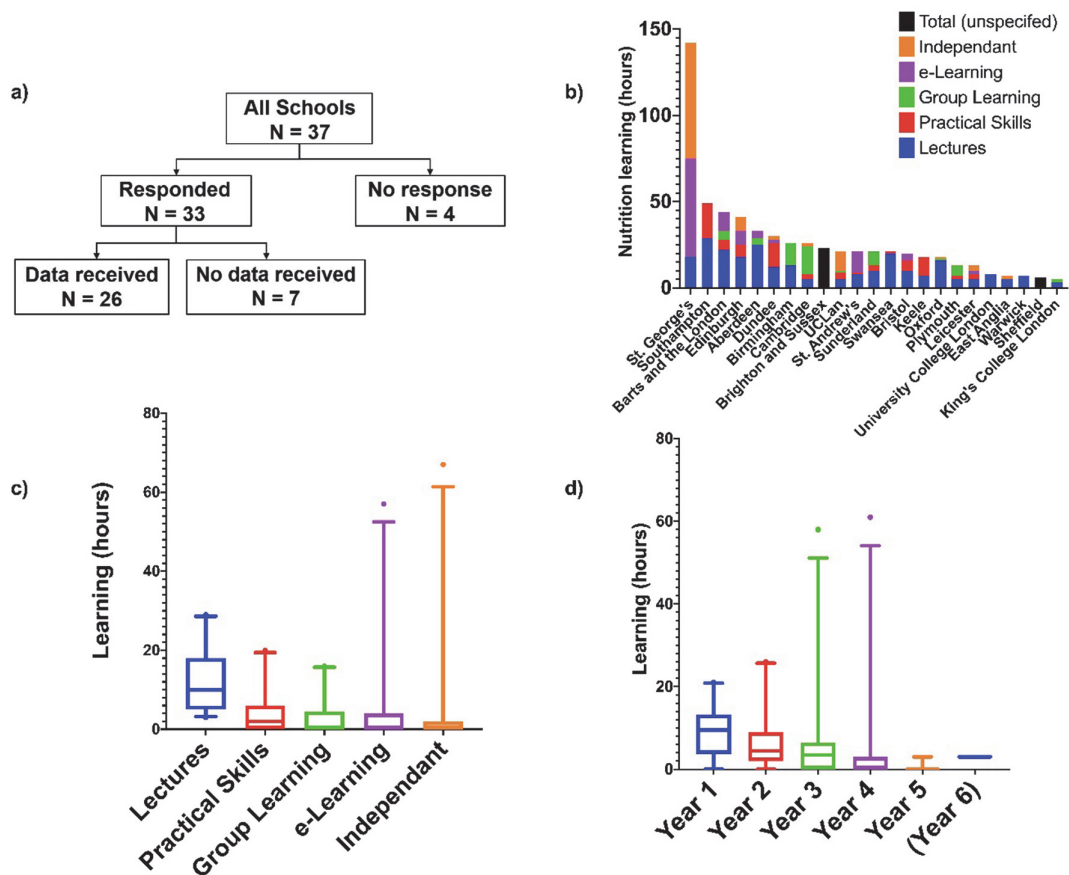 a)
All Schools
N = 37
Responded
N = 33
No response
N = 4
Data received
N = 26
No data received
N = 7
b)
Nutrition learning (hours)
150
100
50
0
Total (unspecifed)
Independant
e-Learning
Group Learning
Practical Skills
Lectures
St. George's
Southampton
Barts and the London
Edinburgh
Aberdeen
Dundee
Birmingham
Cambridge
Brighton and Sussex
UCLan
St. Andrew's
Sunderland
Swansea
Bristol
Keele
Oxford
Plymouth
Leicester
University College London
East Anglia
Warwick
Sheffield
King's College London
c)
Learning (hours)
80
60
40
20
0
Lectures
Practical Skills
Group Learning
e-Learning
Independant
d)
Learning (hours)
80
60
40
20
0
Year 1
Year 2
Year 3
Year 4
Year 5
(Year 6)